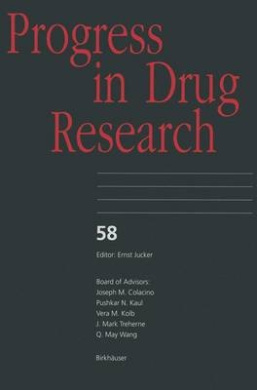 Progress
in Drug
Research
58
Editor: Ernst Jucker
Board of Advisors:
Joseph M. Colacino
Pushkar N. Kaul
Vera M. Kolb
J. Mark Treherne
Q. May Wang
Birkhäuser